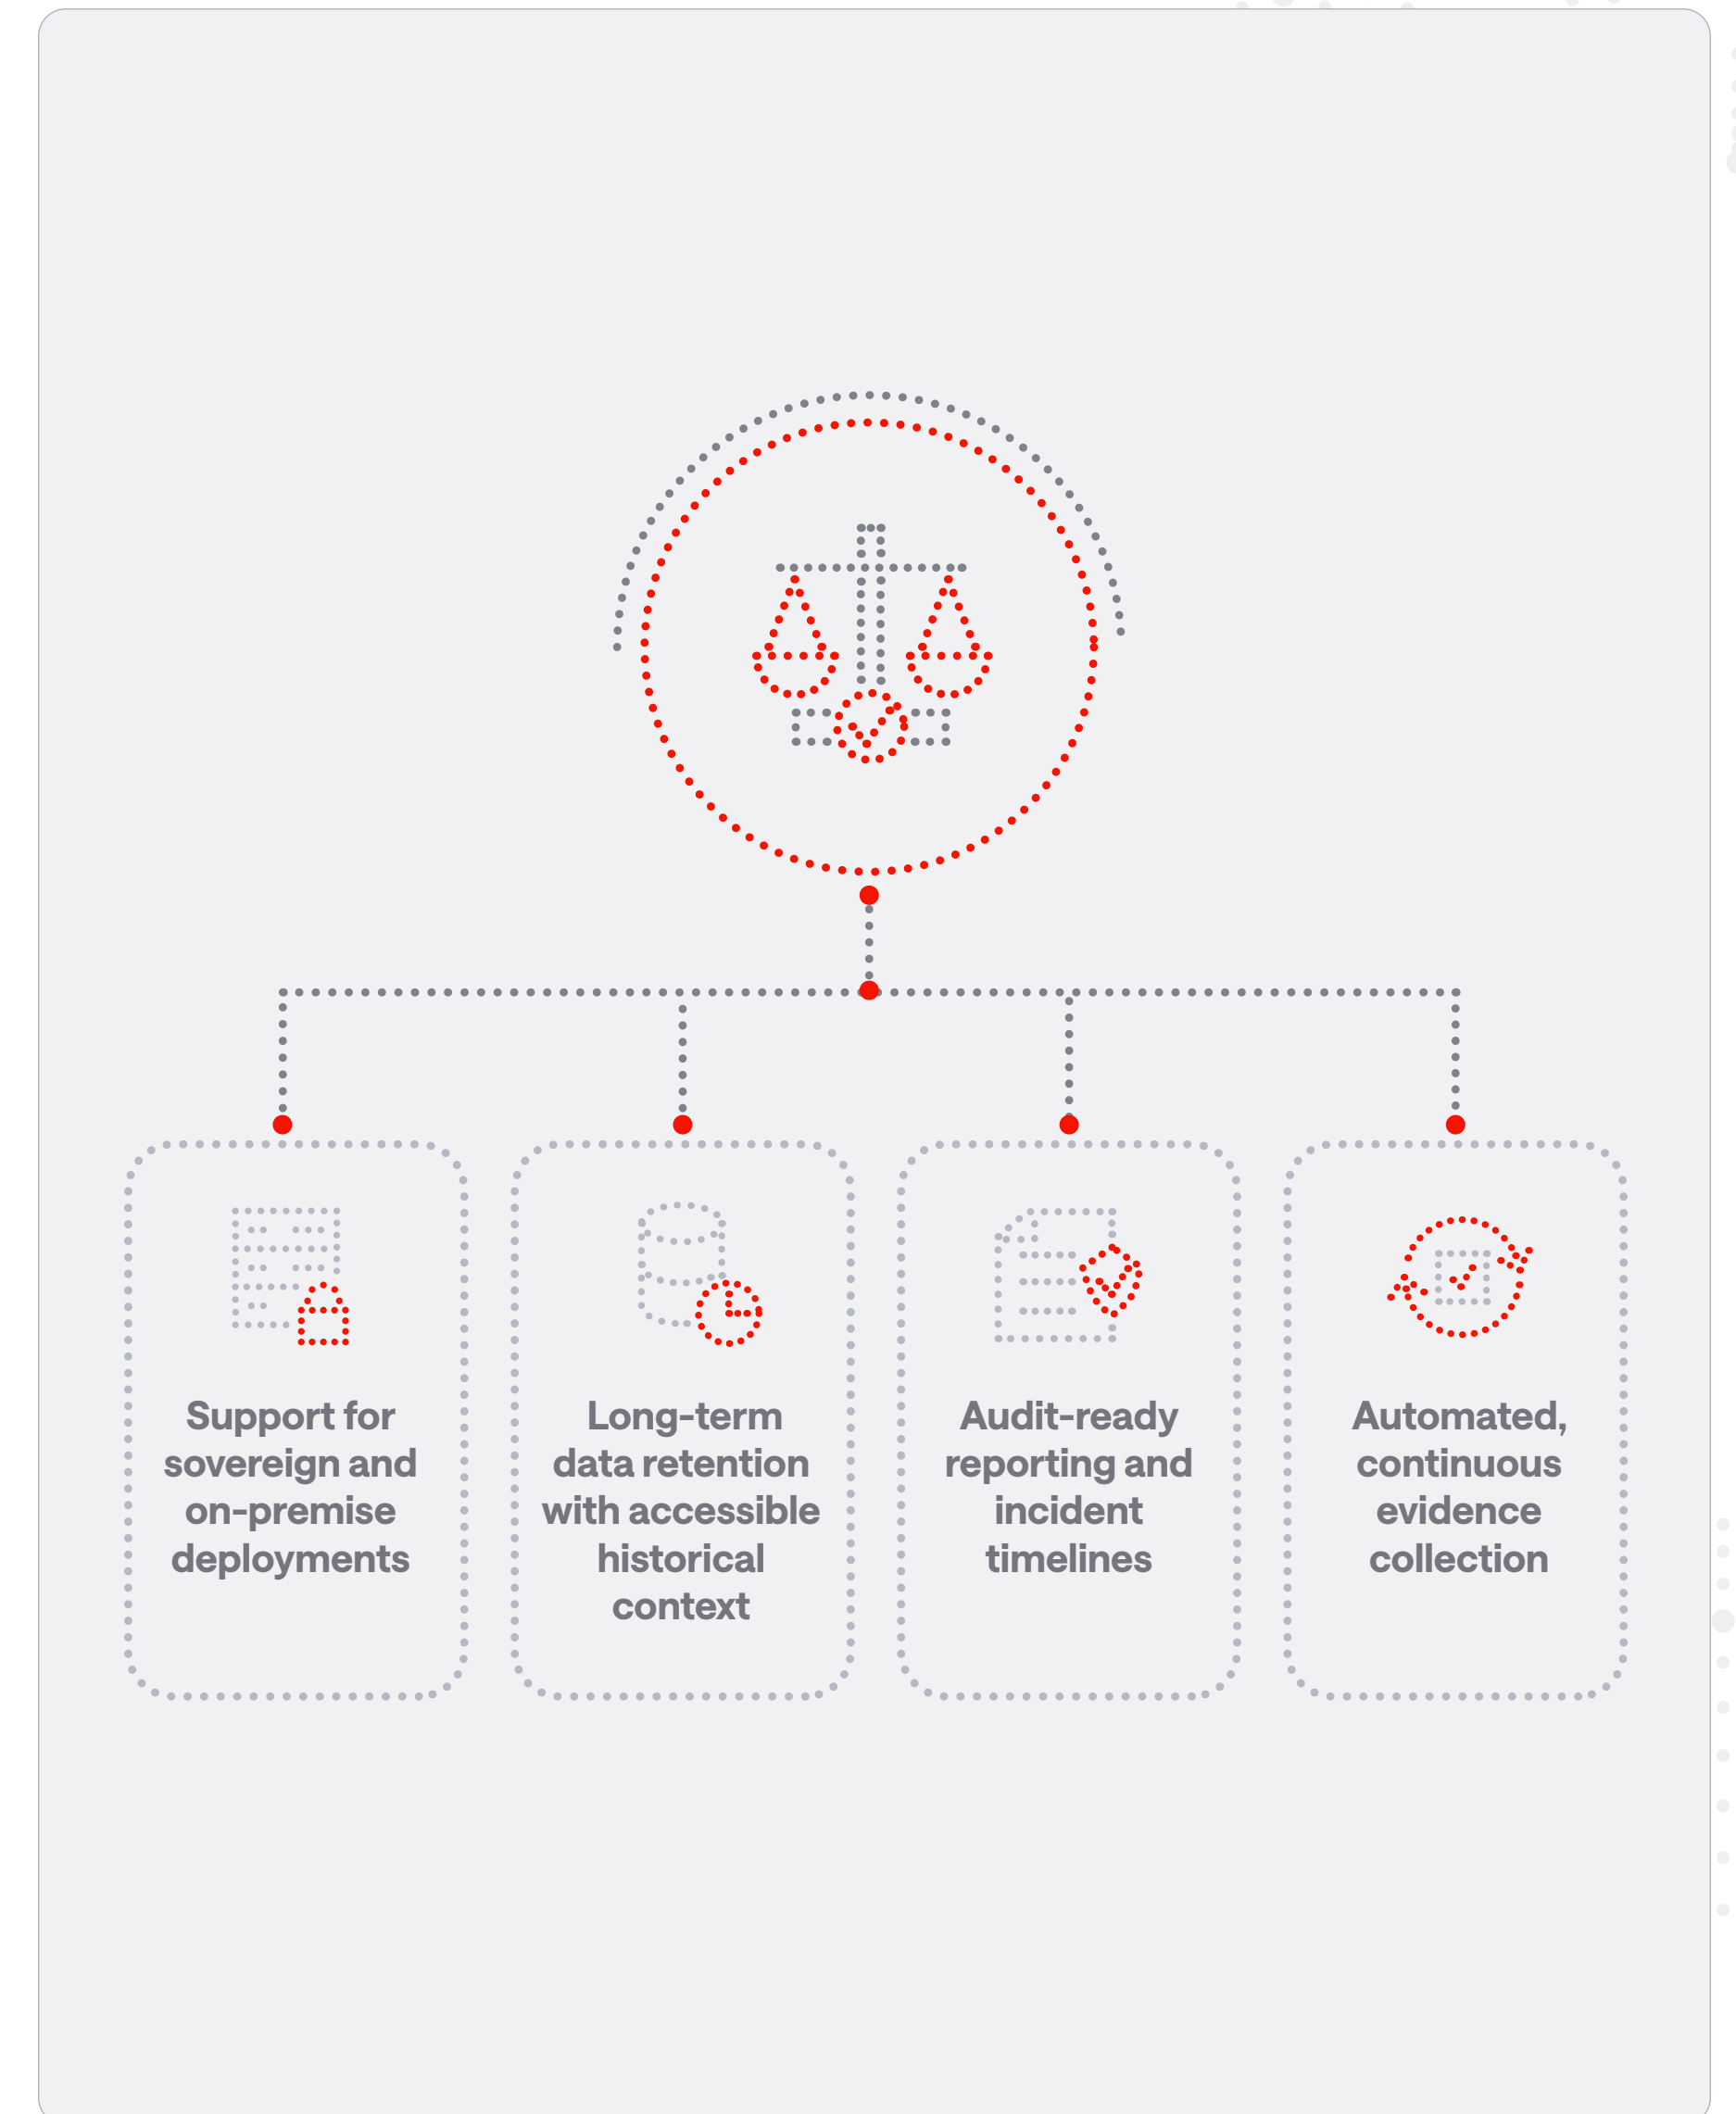 Support for
sovereign and
on-premise
deployments
Long-term
data retention
with accessible
historical
context
Audit-ready
reporting and
incident
timelines
Automated,
continuous
evidence
collection